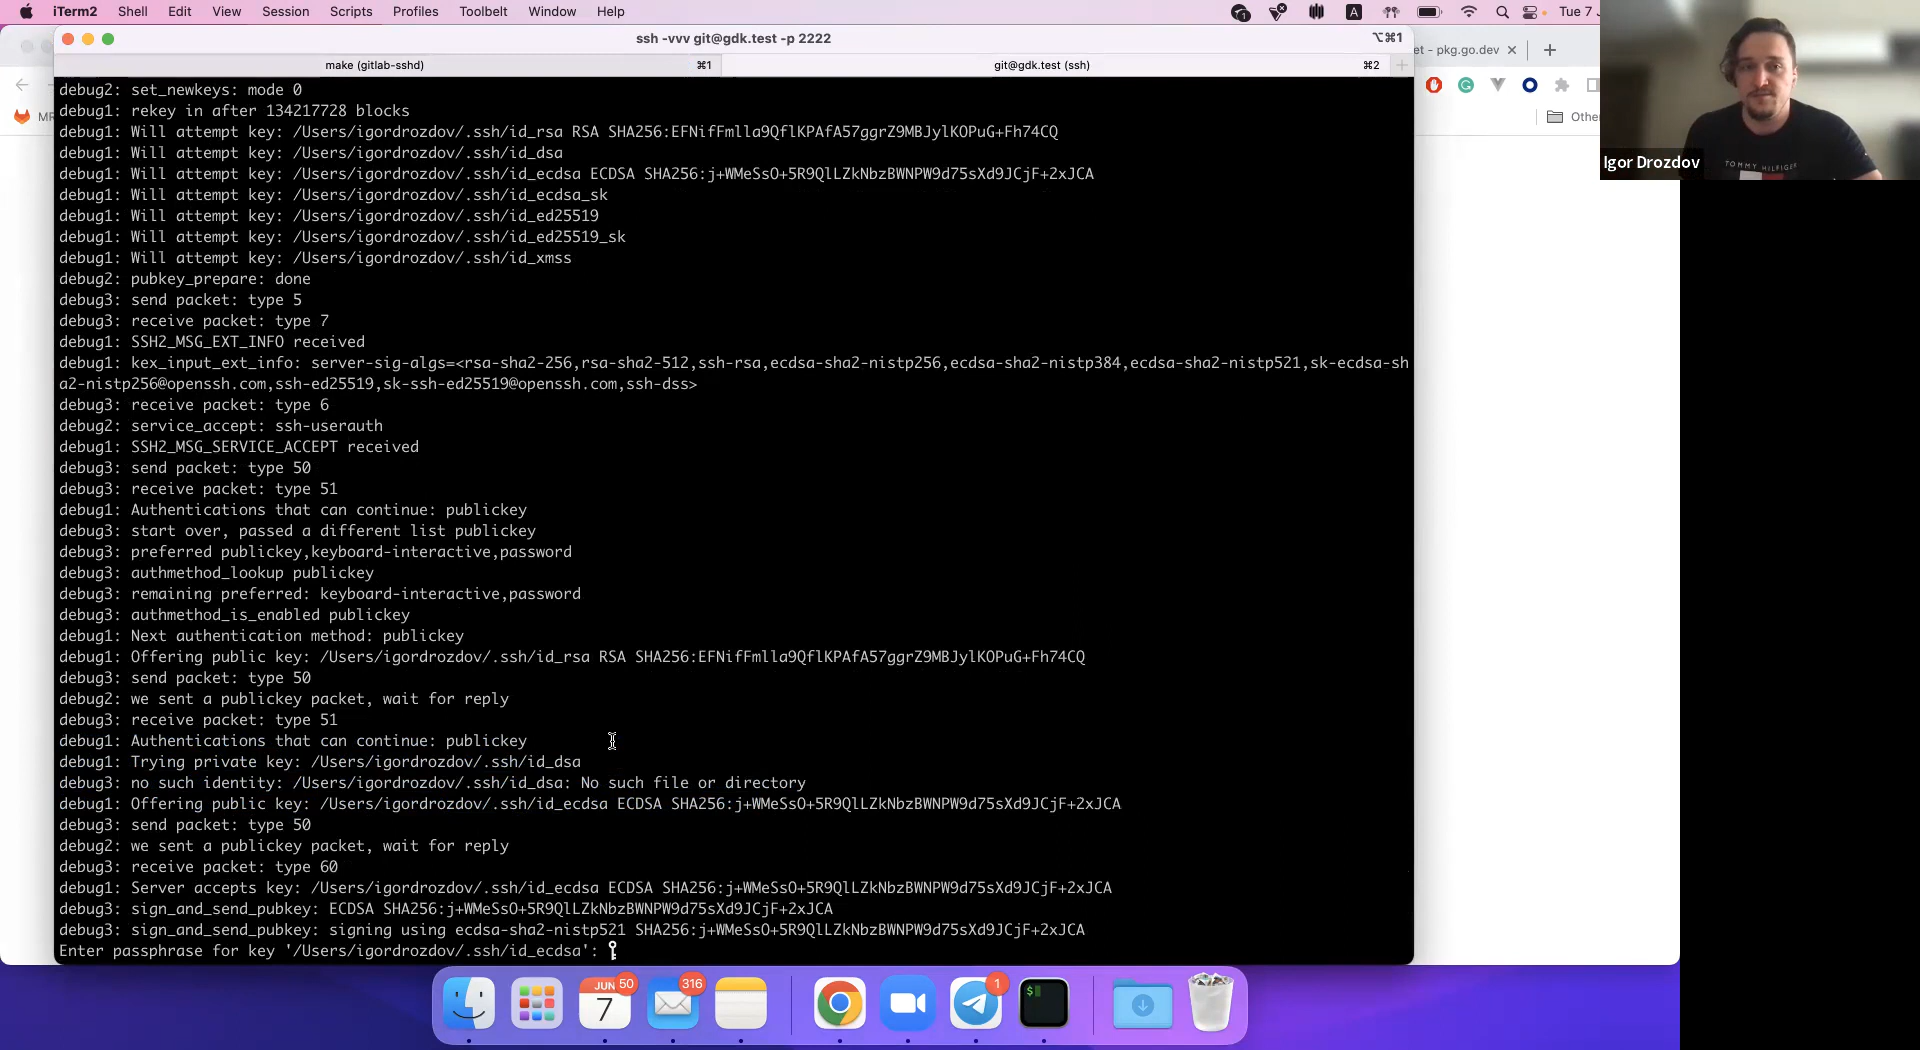 iTerm2 Shell Edit View Session Scripts Profiles Toolbelt Window Help
1 A Tue 7
ssh -vvv git@gdk.test -p 2222
⌥⌘1
make (gitlab-sshd) ⌘1 git@gdk.test (ssh) ⌘2
et - pkg.go.dev
MR
Othe
debug2: set_newkeys: mode 0
debug1: rekey in after 134217728 blocks
debug1: Will attempt key: /Users/igordrozdov/.ssh/id_rsa RSA SHA256:EFNifFmlla9QflKPAfA57ggrZ9MBJylKOPuG+Fh74CQ
debug1: Will attempt key: /Users/igordrozdov/.ssh/id_dsa
debug1: Will attempt key: /Users/igordrozdov/.ssh/id_ecdsa ECDSA SHA256:j+WMeSsO+5R9QlLZkNbzBWNPW9d75sXd9JCjF+2xJCA
debug1: Will attempt key: /Users/igordrozdov/.ssh/id_ecdsa_sk
debug1: Will attempt key: /Users/igordrozdov/.ssh/id_ed25519
debug1: Will attempt key: /Users/igordrozdov/.ssh/id_ed25519_sk
debug1: Will attempt key: /Users/igordrozdov/.ssh/id_xmss
debug2: pubkey_prepare: done
debug3: send packet: type 5
debug3: receive packet: type 7
debug1: SSH2_MSG_EXT_INFO received
debug1: kex_input_ext_info: server-sig-algs=<rsa-sha2-256,rsa-sha2-512,ssh-rsa,ecdsa-sha2-nistp256,ecdsa-sha2-nistp384,ecdsa-sha2-nistp521,sk-ecdsa-sh
a2-nistp256@openssh.com,ssh-ed25519,sk-ssh-ed25519@openssh.com,ssh-dss>
debug3: receive packet: type 6
debug2: service_accept: ssh-userauth
debug1: SSH2_MSG_SERVICE_ACCEPT received
debug3: send packet: type 50
debug3: receive packet: type 51
debug1: Authentications that can continue: publickey
debug3: start over, passed a different list publickey
debug3: preferred publickey,keyboard-interactive,password
debug3: authmethod_lookup publickey
debug3: remaining preferred: keyboard-interactive,password
debug3: authmethod_is_enabled publickey
debug1: Next authentication method: publickey
debug1: Offering public key: /Users/igordrozdov/.ssh/id_rsa RSA SHA256:EFNifFmlla9QflKPAfA57ggrZ9MBJylKOPuG+Fh74CQ
debug3: send packet: type 50
debug2: we sent a publickey packet, wait for reply
debug3: receive packet: type 51
debug1: Authentications that can continue: publickey
debug1: Trying private key: /Users/igordrozdov/.ssh/id_dsa
debug3: no such identity: /Users/igordrozdov/.ssh/id_dsa: No such file or directory
debug1: Offering public key: /Users/igordrozdov/.ssh/id_ecdsa ECDSA SHA256:j+WMeSsO+5R9QlLZkNbzBWNPW9d75sXd9JCjF+2xJCA
debug3: send packet: type 50
debug2: we sent a publickey packet, wait for reply
debug3: receive packet: type 60
debug1: Server accepts key: /Users/igordrozdov/.ssh/id_ecdsa ECDSA SHA256:j+WMeSsO+5R9QlLZkNbzBWNPW9d75sXd9JCjF+2xJCA
debug3: sign_and_send_pubkey: ECDSA SHA256:j+WMeSsO+5R9QlLZkNbzBWNPW9d75sXd9JCjF+2xJCA
debug3: sign_and_send_pubkey: signing using ecdsa-sha2-nistp521 SHA256:j+WMeSsO+5R9QlLZkNbzBWNPW9d75sXd9JCjF+2xJCA
Enter passphrase for key '/Users/igordrozdov/.ssh/id_ecdsa':
Igor Drozdov
TOMMY HILFIGER
JUN 50 316 1
7 $